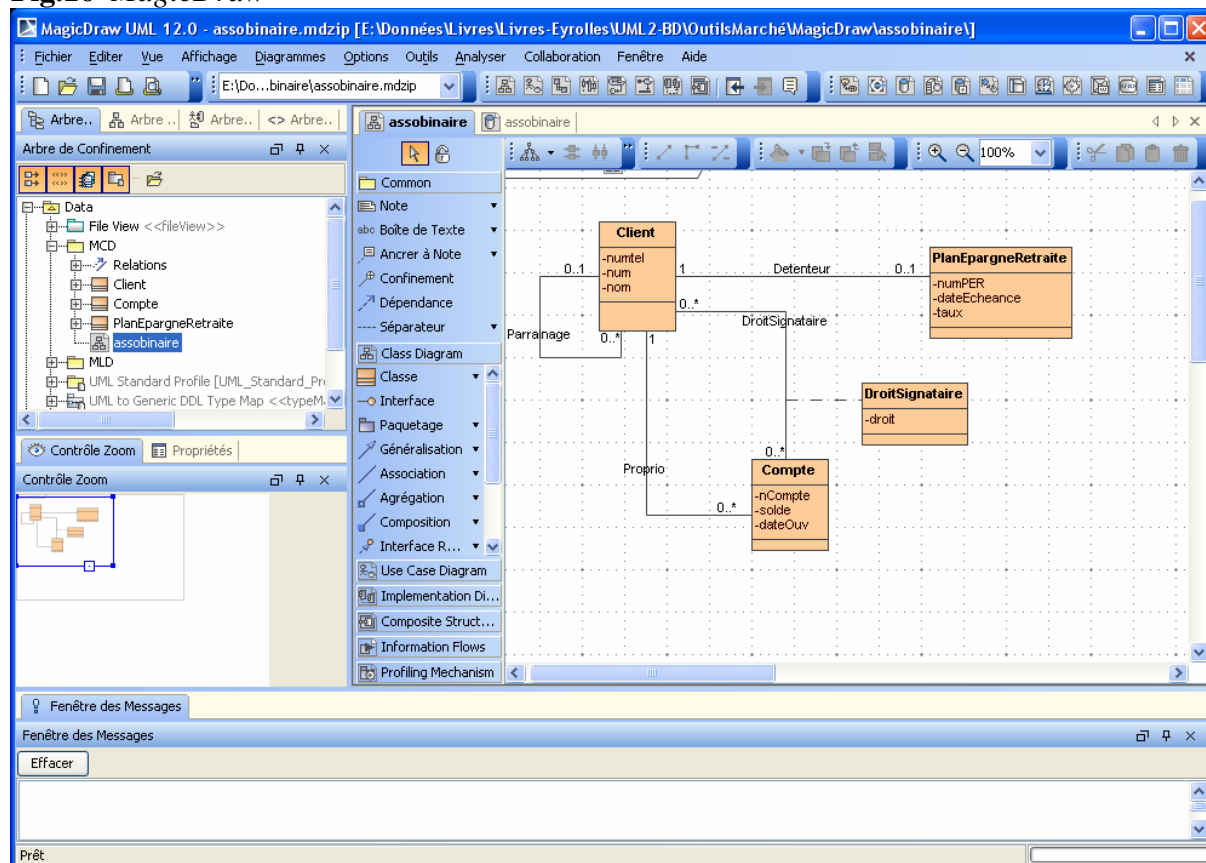 Fig.20 MagicDraw
MagicDraw UML 12.0 - assobinaire.mdzip [E:\Données\Livres\Livres-Eyrolles\UML2-BD\OutilsMarché\MagicDraw\assobinaire\]
Fichier Editer Vue Affichage Diagrammes Options Outils Analyser Collaboration Fenêtre Aide
E:\Do...binaire\assobinaire.mdzip
Arbre.. Arbre .. Arbre.. <> Arbre..
Arbre de Confinement
Data
File View <<fileView>>
MCD
Relations
Client
Compte
PlanEpargneRetraite
assobinaire
MLD
UML Standard Profile [UML_Standard_Pr
UML to Generic DDL Type Map <<typeM
Contrôle Zoom Propriétés
Contrôle Zoom
assobinaire assobinaire
100%
Common
Note
abc Boîte de Texte
Ancrer à Note
Confinement
Dépendance
---- Séparateur
Class Diagram
Classe
Interface
Paquetage
Généralisation
Association
Agrégation
Composition
Interface R...
Use Case Diagram
Implementation Di...
Composite Struct...
Information Flows
Profiling Mechanism
Client
-numtel
-num
-nom
0..1
1
Detenteur
0..1
PlanEpargneRetraite
-numPER
-dateEcheance
-taux
0..*
DroitSignataire
Parrainage
0..*
1
DroitSignataire
-droit
0..*
Proprio
0..*
Compte
-nCompte
-solde
-dateOuv
Fenêtre des Messages
Fenêtre des Messages
Effacer
Prêt